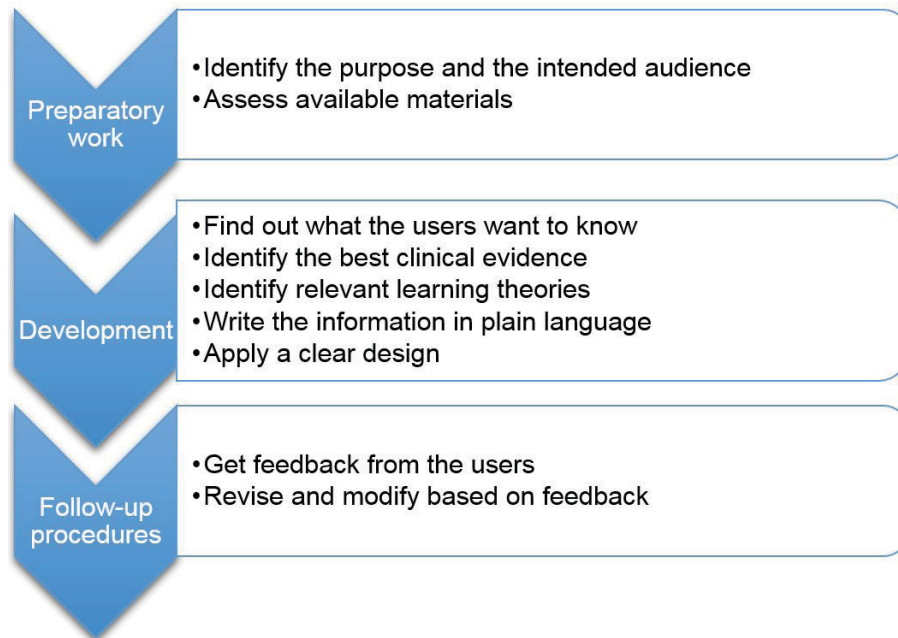 Preparatory
work
•Identify the purpose and the intended audience
•Assess available materials
Development
•Find out what the users want to know
•Identify the best clinical evidence
•Identify relevant learning theories
•Write the information in plain language
•Apply a clear design
Follow-up
procedures
•Get feedback from the users
•Revise and modify based on feedback